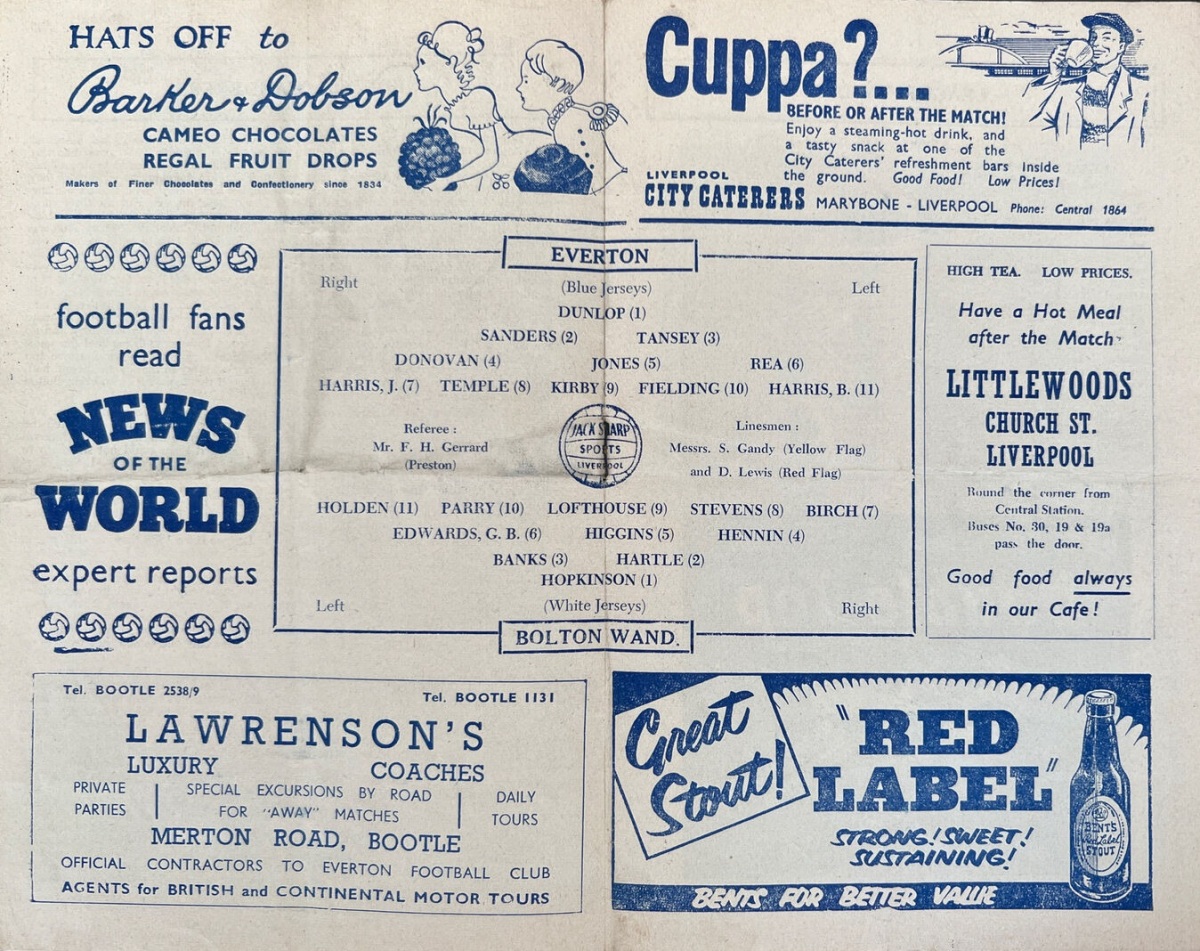 HATS OFF to
Barker & Dobson
CAMEO CHOCOLATES
REGAL FRUIT DROPS
Makers of Finer Chocolates and Confectionery since 1834
Cuppa?....
BEFORE OR AFTER THE MATCH!
Enjoy a steaming-hot drink, and
a tasty snack at one of the
City Caterers' refreshment bars inside
the ground. Good Food! Low Prices!
LIVERPOOL
CITY CATERERS MARYBONE - LIVERPOOL Phone: Central 1864
football fans
read
NEWS
OF THE
WORLD
expert reports
EVERTON
Right (Blue Jerseys) Left
DUNLOP (1)
SANDERS (2) TANSEY (3)
DONOVAN (4) JONES (5) REA (6)
HARRIS, J. (7) TEMPLE (8) KIRBY (9) FIELDING (10) HARRIS, B. (11)
Referee :
Mr. F. H. Gerrard
(Preston)
JACK SHARP
SPORTS
LIVERPOOL
Linesmen :
Messrs. S. Gandy (Yellow Flag)
and D. Lewis (Red Flag)
HOLDEN (11) PARRY (10) LOFTHOUSE (9) STEVENS (8) BIRCH (7)
EDWARDS, G. B. (6) HIGGINS (5) HENNIN (4)
BANKS (3) HARTLE (2)
HOPKINSON (1)
Left (White Jerseys) Right
BOLTON WAND.
HIGH TEA. LOW PRICES.
Have a Hot Meal
after the Match
LITTLEWOODS
CHURCH ST.
LIVERPOOL
Round the corner from
Central Station.
Buses No. 30, 19 & 19a
pass the door.
Good food always
in our Cafe!
Tel. BOOTLE 2538/9 Tel. BOOTLE 1131
LAWRENSON'S
LUXURY COACHES
PRIVATE PARTIES
SPECIAL EXCURSIONS BY ROAD
FOR "AWAY" MATCHES
DAILY TOURS
MERTON ROAD, BOOTLE
OFFICIAL CONTRACTORS TO EVERTON FOOTBALL CLUB
AGENTS for BRITISH and CONTINENTAL MOTOR TOURS
Great
Stout!
"RED
LABEL"
STRONG! SWEET!
SUSTAINING!
BENTS FOR BETTER VALUE
BENT'S
Red Label
STOUT